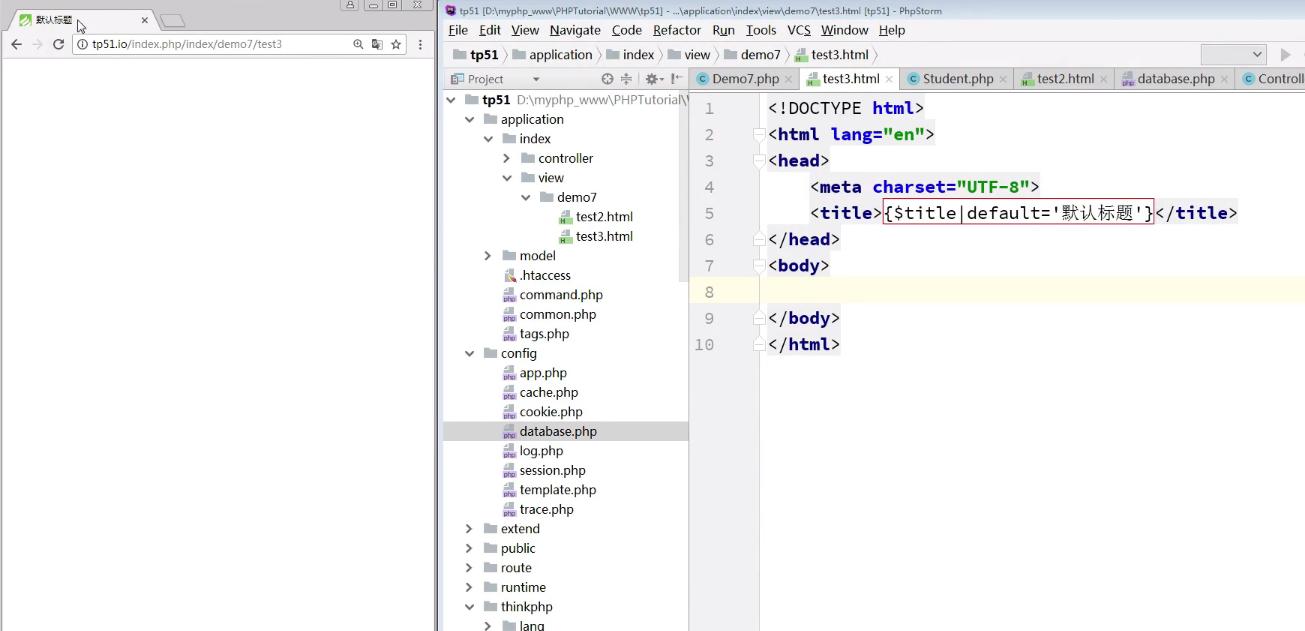 默认标题
tp51.io/index.php/index/demo7/test3
tp51 [D:\myphp_www\PHPTutorial\WWW\tp51] - ...\application\index\view\demo7\test3.html [tp51] - PhpStorm
File Edit View Navigate Code Refactor Run Tools VCS Window Help
tp51 application index view demo7 test3.html
Project
Demo7.php test3.html Student.php test2.html database.php Controll
tp51 D:\myphp_www\PHPTutorial\
application
index
controller
view
demo7
test2.html
test3.html
model
.htaccess
command.php
common.php
tags.php
config
app.php
cache.php
cookie.php
database.php
log.php
session.php
template.php
trace.php
extend
public
route
runtime
thinkphp
lang
1 <!DOCTYPE html>
2 <html lang="en">
3 <head>
4 <meta charset="UTF-8">
5 <title>{$title|default='默认标题'}</title>
6 </head>
7 <body>
8
9 </body>
10 </html>